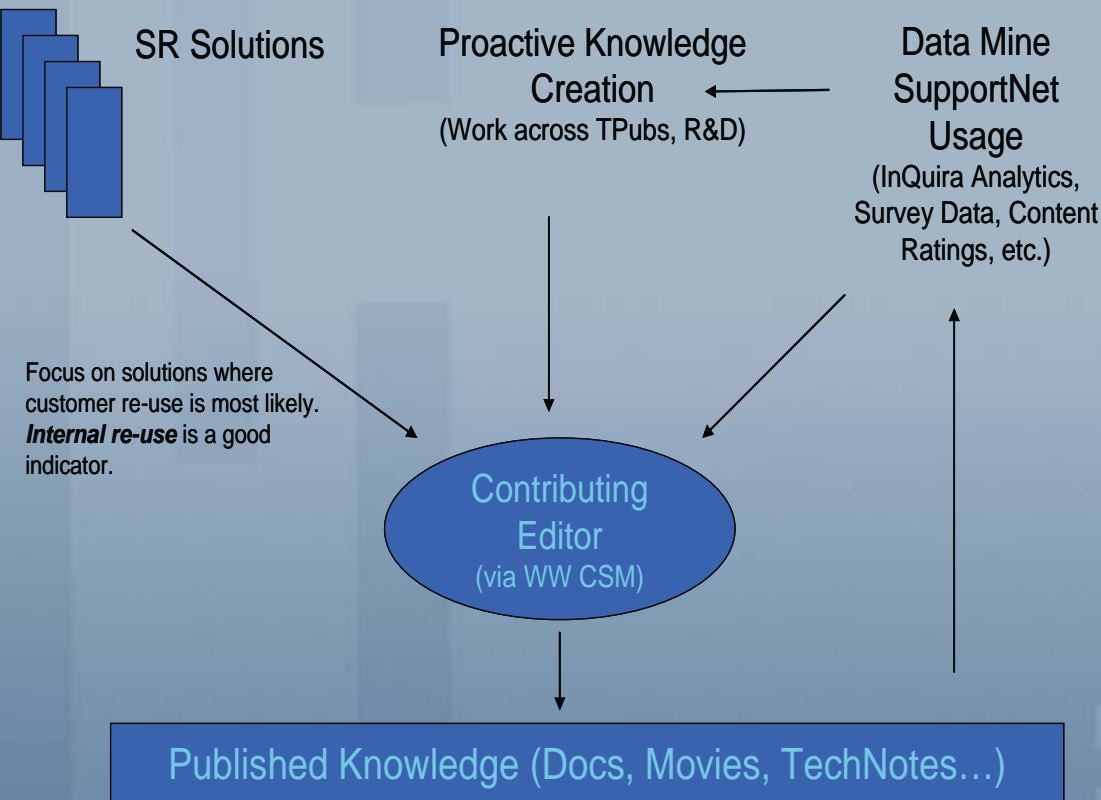 SR Solutions
Proactive Knowledge
Creation
(Work across TPubs, R&D)
Data Mine
SupportNet
Usage
(InQuira Analytics,
Survey Data, Content
Ratings, etc.)
Focus on solutions where
customer re-use is most likely.
Internal re-use is a good
indicator.
Contributing
Editor
(via WW CSM)
Published Knowledge (Docs, Movies, TechNotes…)